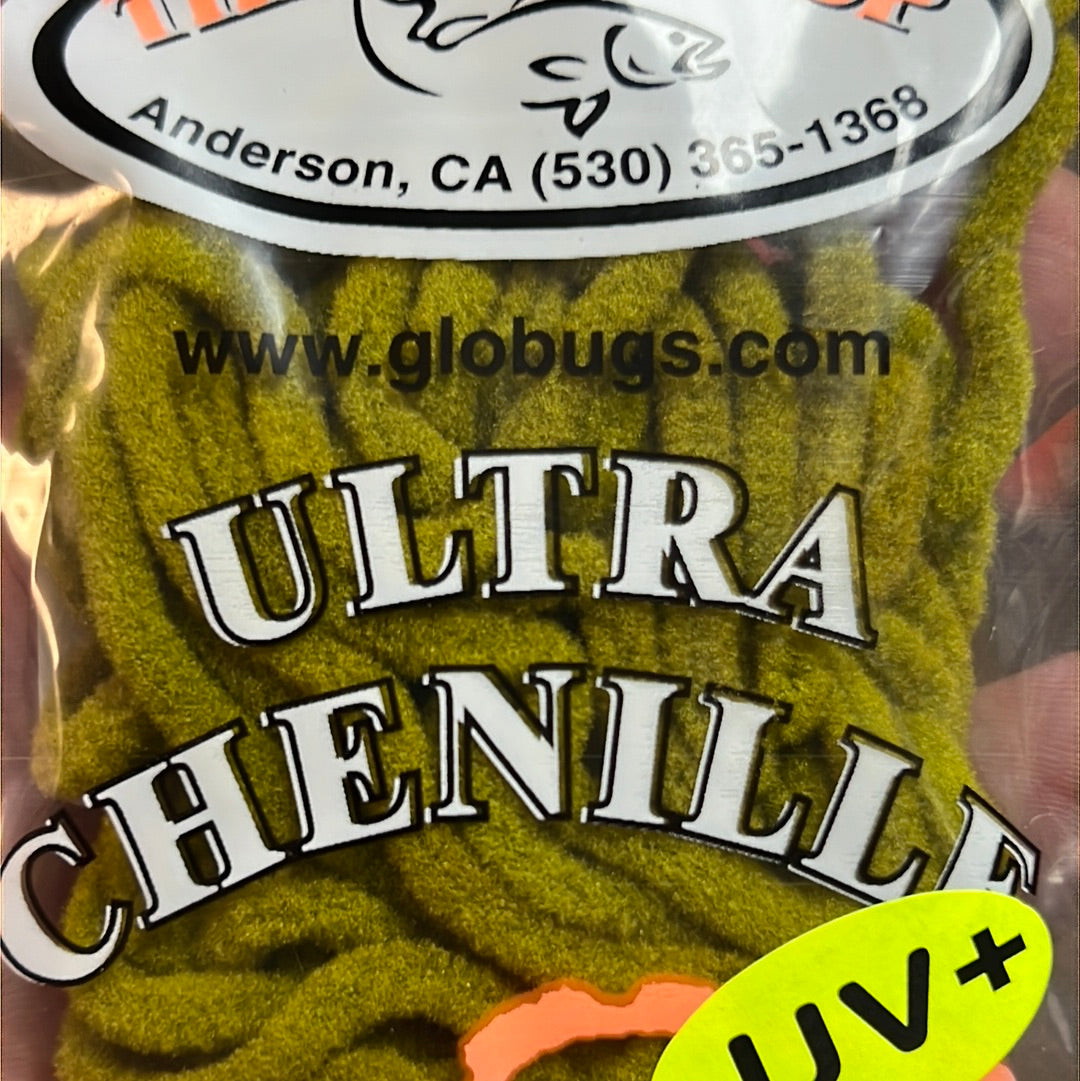 Anderson, CA (530) 365-1368
www.globugs.com
ULTRA
CHENILLE
UV+